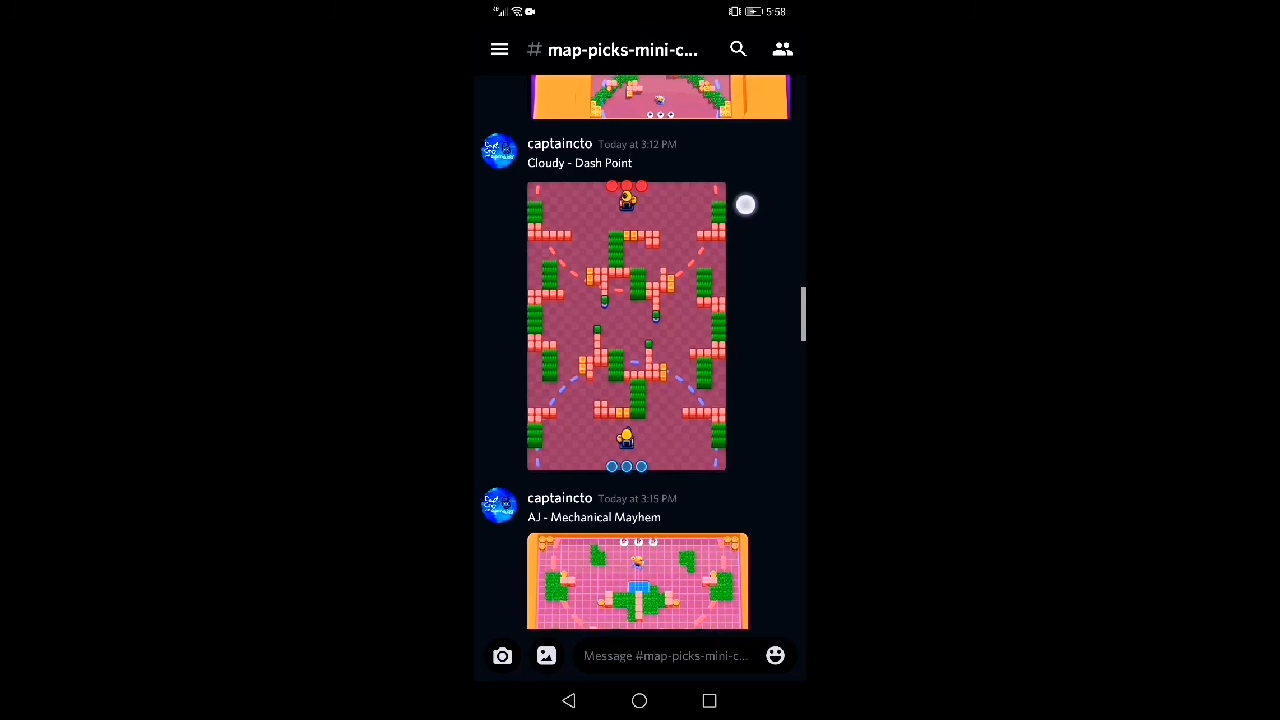 5:58
# map-picks-mini-c...
captaincto Today at 3:12 PM
Cloudy - Dash Point
captaincto Today at 3:15 PM
AJ - Mechanical Mayhem
Message #map-picks-mini-c...